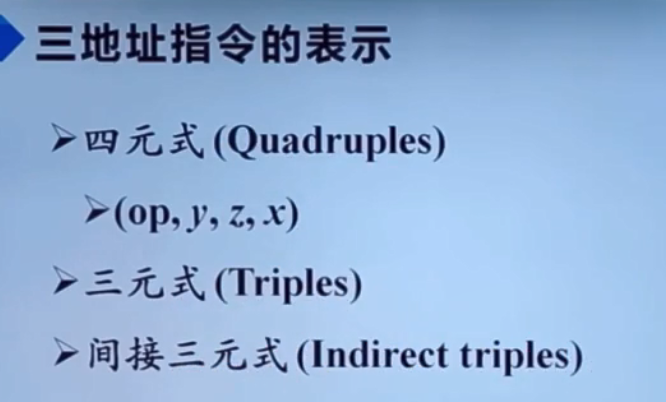 三地址指令的表示
➢四元式(Quadruples)
➢(op, y, z, x)
➢三元式(Triples)
➢间接三元式(Indirect triples)